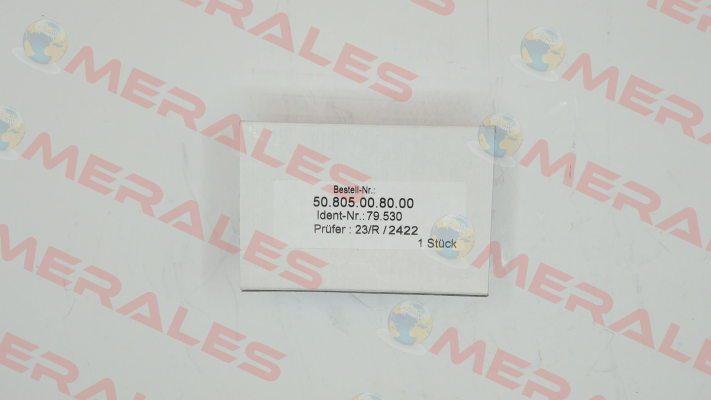 MERALES
MERALES
MERALES
Bestell-Nr.:
50.805.00.80.00
Ident-Nr.: 79.530
Prüfer : 23/R / 2422
1 Stück
MERALES
MERALES
MERALES